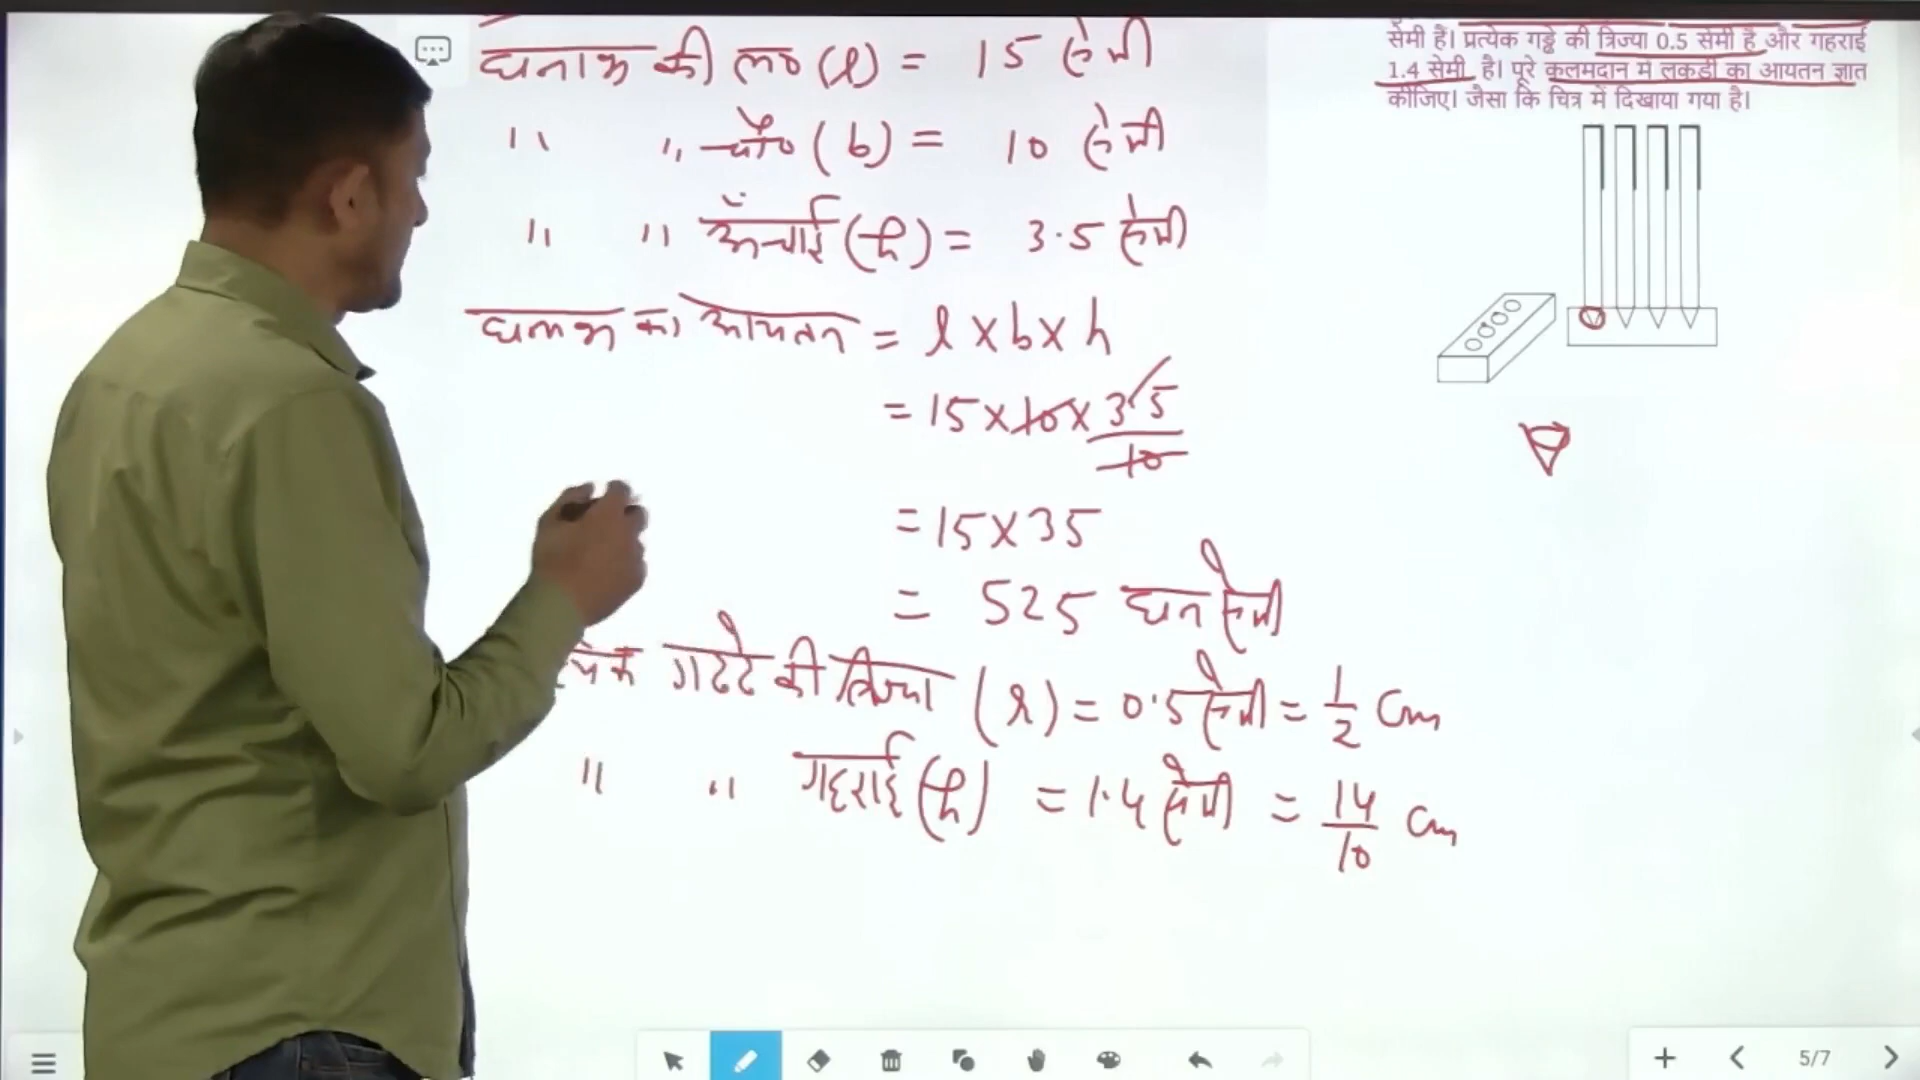 सेमी हैं। प्रत्येक गड्ढे की त्रिज्या 0.5 सेमी है और गहराई
1.4 सेमी है। पूरे कलमदान में लकड़ी का आयतन ज्ञात
कीजिए। जैसा कि चित्र में दिखाया गया है।
घनाभ की ल० (l) = 15 सेमी
" " चौ० (b) = 10 सेमी
" " ऊँचाई (h) = 3.5 सेमी
घनाभ का आयतन = l x b x h
= 15 x 10 x 35/10
= 15 x 35
= 525 घन सेमी
गढ्ढे की त्रिज्या (r) = 0.5 सेमी = 1/2 cm
" " गहराई (h) = 1.4 सेमी = 14/10 cm
5/7